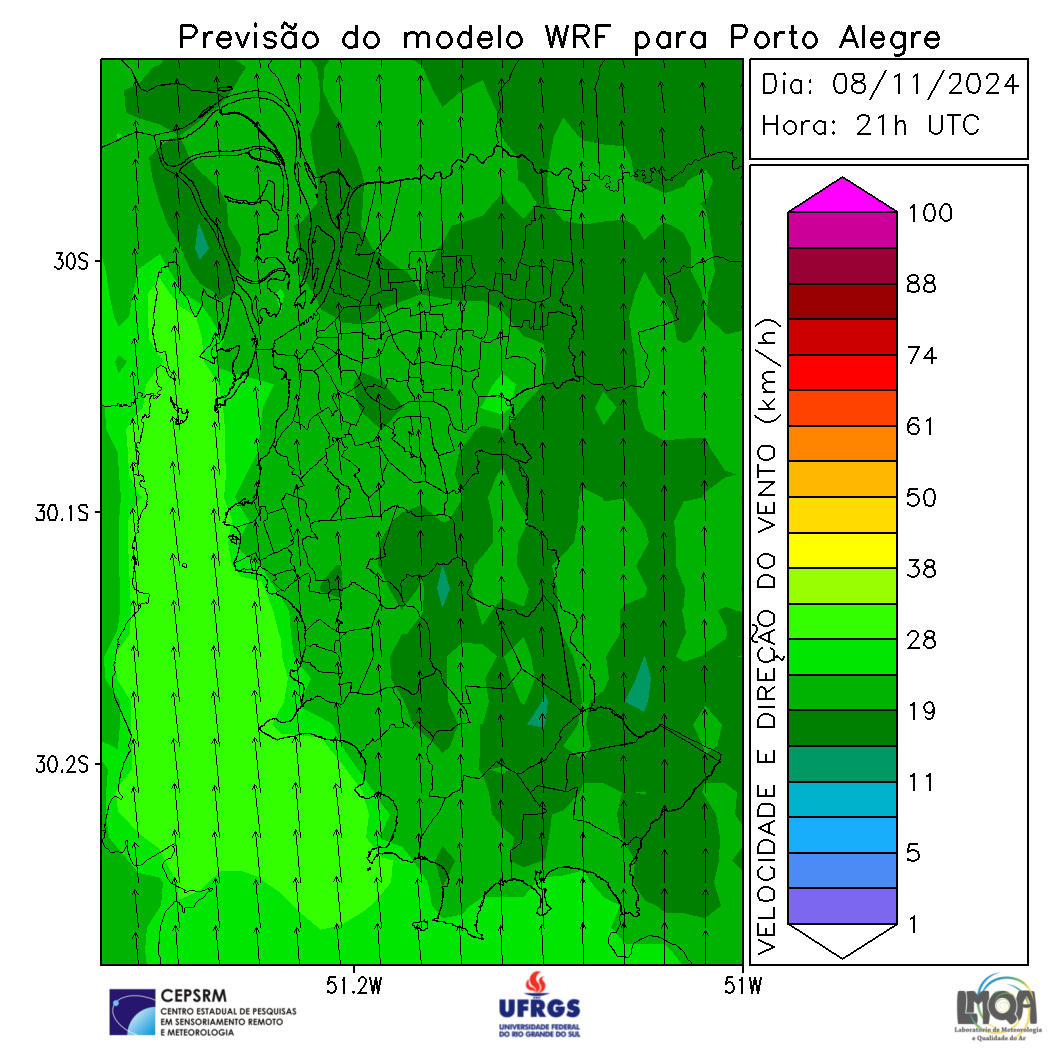 Previsão do modelo WRF para Porto Alegre
Dia: 08/11/2024
Hora: 21h UTC
30S
30.1S
30.2S
51.2W
51W
VELOCIDADE E DIREÇÃO DO VENTO (km/h)
100
88
74
61
50
38
28
19
11
5
1
CEPSRM
CENTRO ESTADUAL DE PESQUISAS
EM SENSORIAMENTO REMOTO
E METEOROLOGIA
UFRGS
UNIVERSIDADE FEDERAL
DO RIO GRANDE DO SUL
LMQA
Laboratório de Meteorologia
e Qualidade do Ar